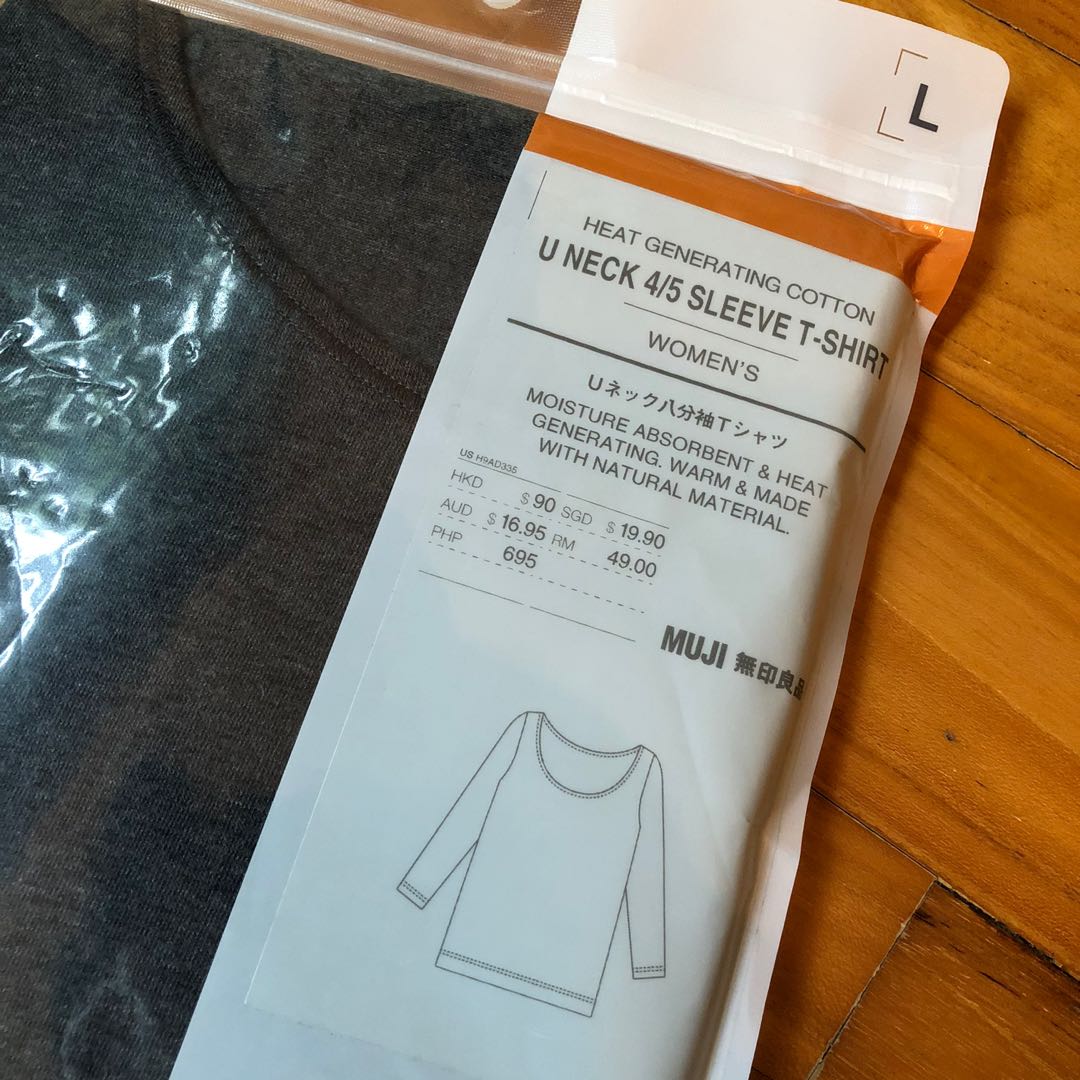 L
HEAT GENERATING COTTON
U NECK 4/5 SLEEVE T-SHIRT
WOMEN'S
Uネック八分袖Tシャツ
MOISTURE ABSORBENT & HEAT
GENERATING. WARM & MADE
WITH NATURAL MATERIAL.
US H9AD335
HKD $ 90 SGD $ 19.90
AUD $ 16.95 RM 49.00
PHP 695
MUJI 無印良品